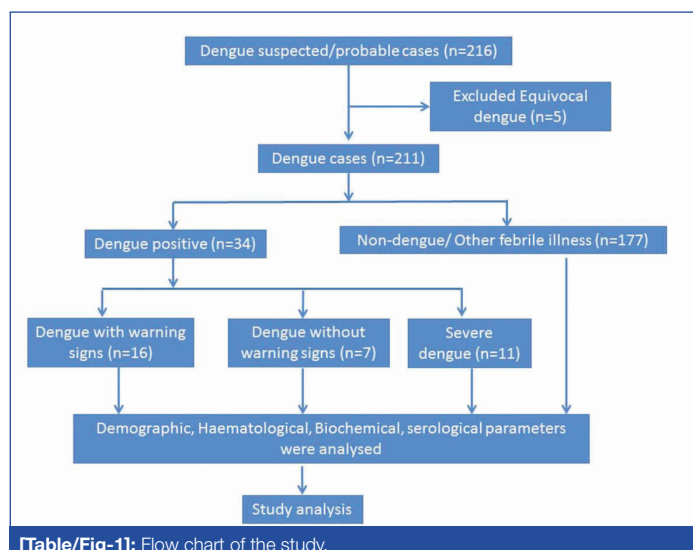 Dengue suspected/probable cases (n=216)
Excluded Equivocal
dengue (n=5)
Dengue cases (n=211)
Dengue positive (n=34)
Non-dengue/ Other febrile illness (n=177)
Dengue with warning
signs (n=16)
Dengue without
warning signs (n=7)
Severe
dengue (n=11)
Demographic, Haematological, Biochemical, serological parameters
were analysed
Study analysis
[Table/Fig-1]: Flow chart of the study.